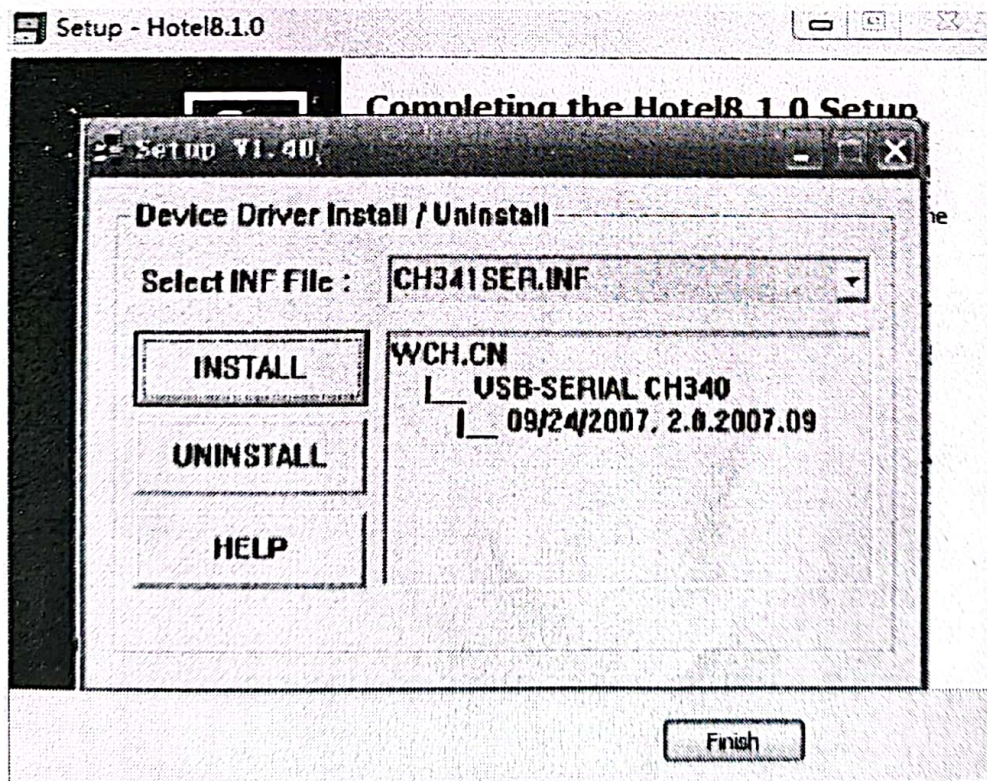 Setup - Hotel8.1.0
Completing the Hotel8.1.0 Setup
Setup V1.40
Device Driver Install / Uninstall
Select INF File :
CH341SER.INF
INSTALL
WCH.CN
|__ USB-SERIAL CH340
|__ 09/24/2007, 2.0.2007.09
UNINSTALL
HELP
Finish